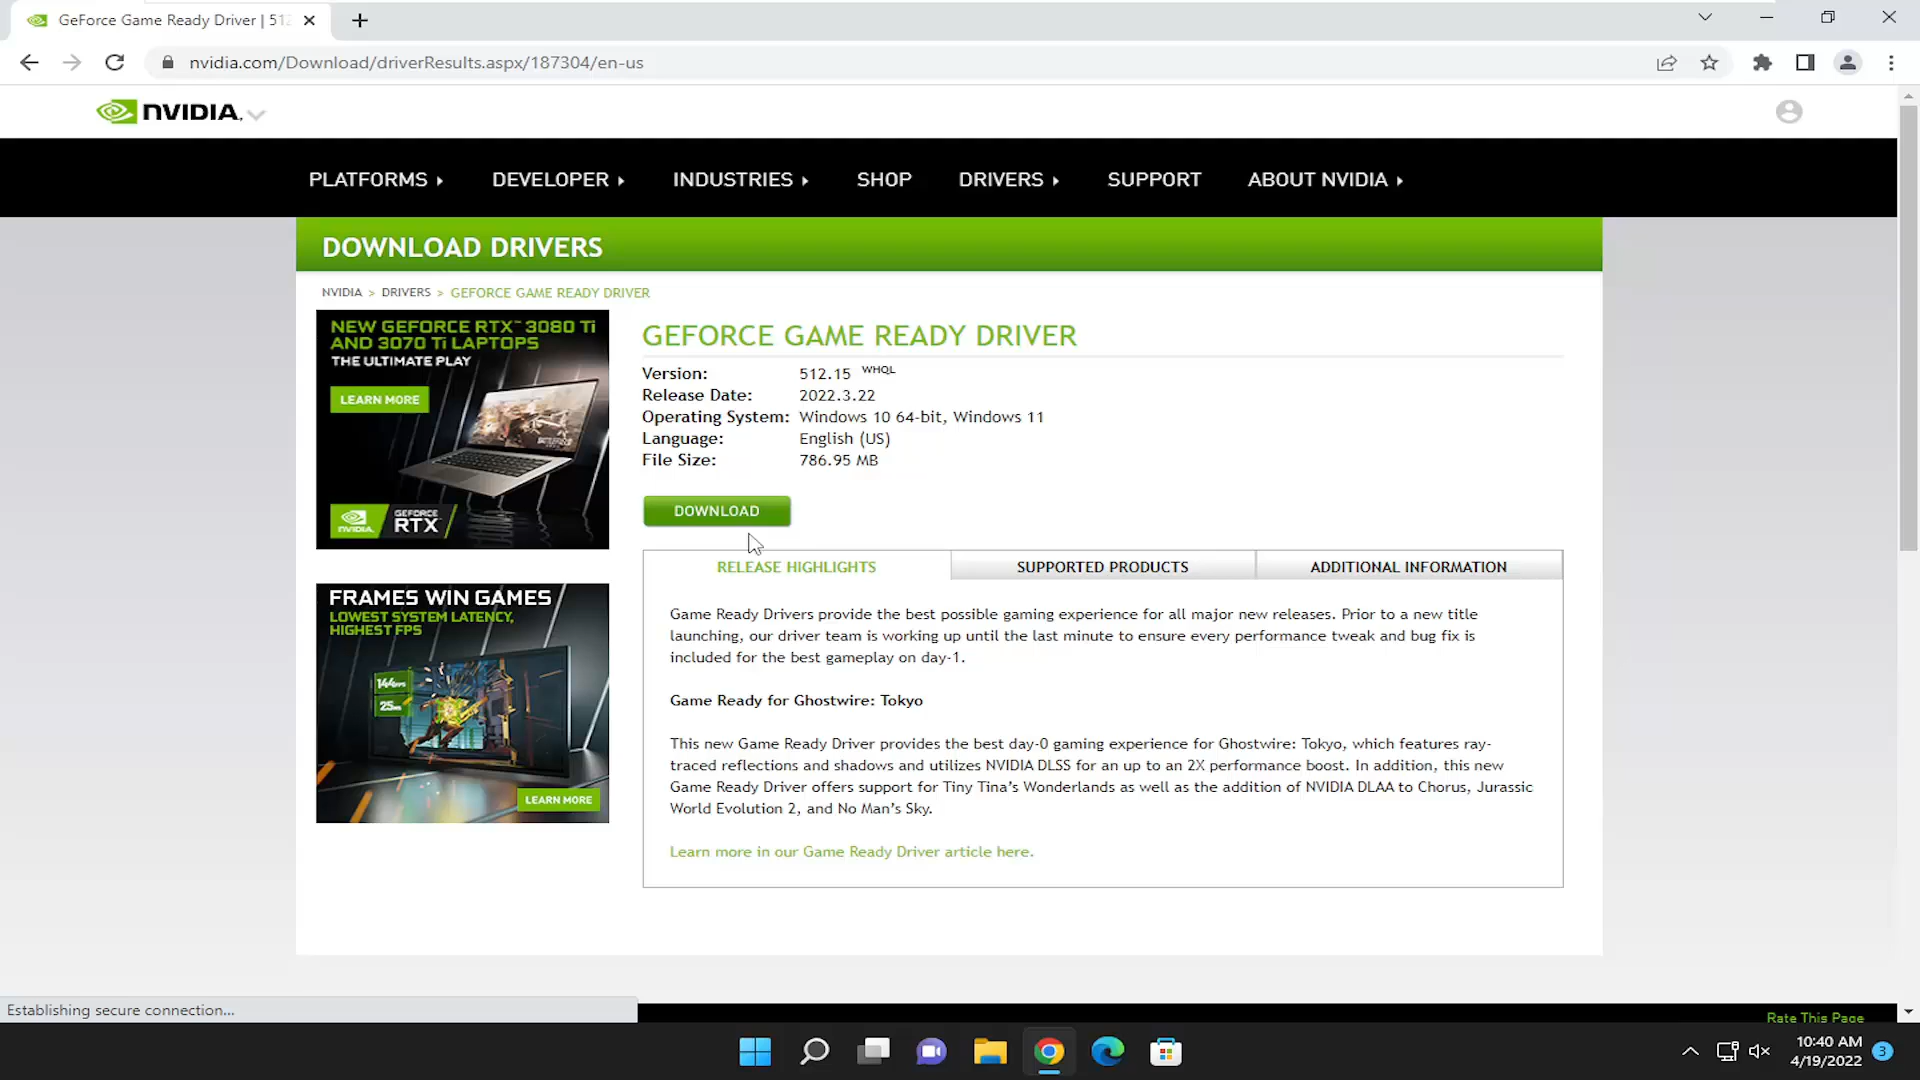 GeForce Game Ready Driver | 512
nvidia.com/Download/driverResults.aspx/187304/en-us
NVIDIA.
PLATFORMS DEVELOPER INDUSTRIES SHOP DRIVERS SUPPORT ABOUT NVIDIA
DOWNLOAD DRIVERS
NVIDIA > DRIVERS > GEFORCE GAME READY DRIVER
NEW GEFORCE RTX™ 3080 Ti
AND 3070 Ti LAPTOPS
THE ULTIMATE PLAY
LEARN MORE
NVIDIA.
GEFORCE
RTX
FRAMES WIN GAMES
LOWEST SYSTEM LATENCY,
HIGHEST FPS
LEARN MORE
GEFORCE GAME READY DRIVER
Version: 512.15 WHQL
Release Date: 2022.3.22
Operating System: Windows 10 64-bit, Windows 11
Language: English (US)
File Size: 786.95 MB
DOWNLOAD
RELEASE HIGHLIGHTS SUPPORTED PRODUCTS ADDITIONAL INFORMATION
Game Ready Drivers provide the best possible gaming experience for all major new releases. Prior to a new title
launching, our driver team is working up until the last minute to ensure every performance tweak and bug fix is
included for the best gameplay on day-1.
Game Ready for Ghostwire: Tokyo
This new Game Ready Driver provides the best day-0 gaming experience for Ghostwire: Tokyo, which features ray-
traced reflections and shadows and utilizes NVIDIA DLSS for an up to an 2X performance boost. In addition, this new
Game Ready Driver offers support for Tiny Tina's Wonderlands as well as the addition of NVIDIA DLAA to Chorus, Jurassic
World Evolution 2, and No Man's Sky.
Learn more in our Game Ready Driver article here.
Establishing secure connection...
Rate This Page
10:40 AM
4/19/2022
3